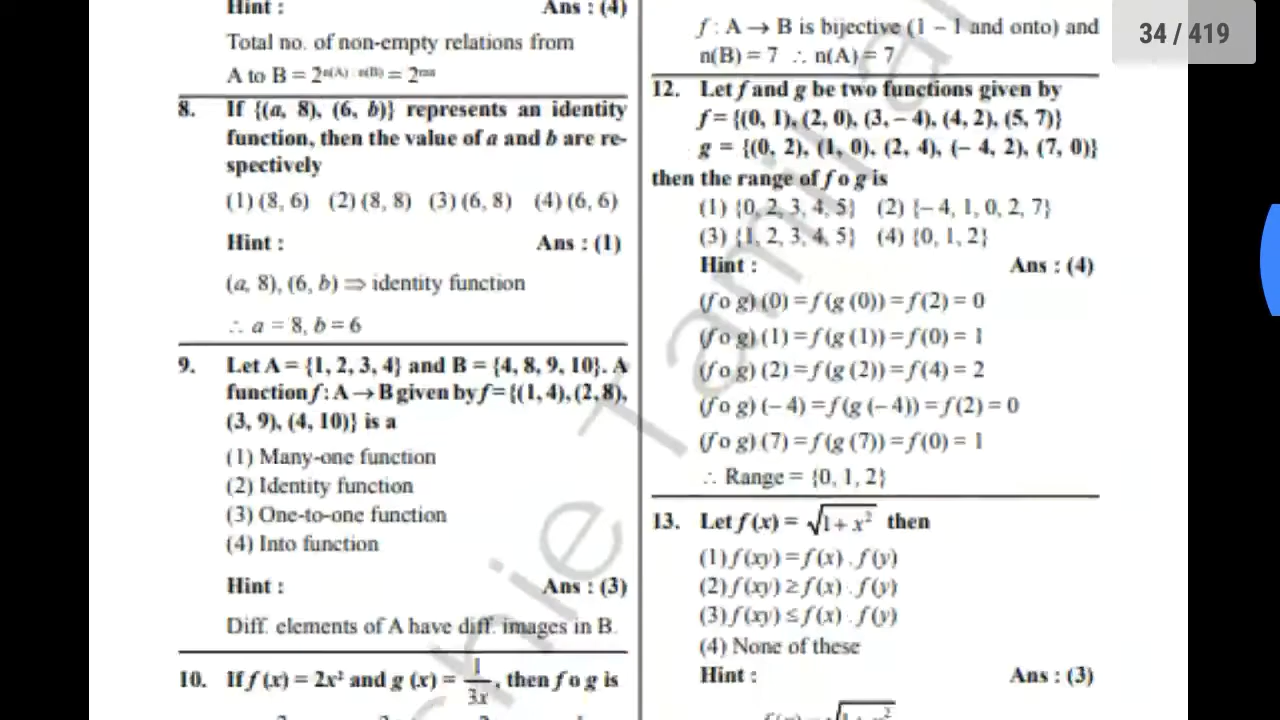 Hint : Ans : (4)
Total no. of non-empty relations from
A to B = 2ⁿ⁽ᴬ⁾ · ⁿ⁽ᴮ⁾ = 2ᵐⁿ
8. If {(a, 8), (6, b)} represents an identity
function, then the value of a and b are re-
spectively
(1) (8, 6) (2) (8, 8) (3) (6, 8) (4) (6, 6)
Hint : Ans : (1)
(a, 8), (6, b) ⇒ identity function
∴ a = 8, b = 6
9. Let A = {1, 2, 3, 4} and B = {4, 8, 9, 10}. A
function f : A → B given by f = {(1, 4), (2, 8),
(3, 9), (4, 10)} is a
(1) Many-one function
(2) Identity function
(3) One-to-one function
(4) Into function
Hint : Ans : (3)
Diff. elements of A have diff. images in B.
10. If f (x) = 2x² and g (x) = 1/3x, then f o g is
f : A → B is bijective (1 – 1 and onto) and
n(B) = 7 ∴ n(A) = 7
12. Let f and g be two functions given by
f = {(0, 1), (2, 0), (3, – 4), (4, 2), (5, 7)}
g = {(0, 2), (1, 0), (2, 4), (– 4, 2), (7, 0)}
then the range of f o g is
(1) {0, 2, 3, 4, 5} (2) {– 4, 1, 0, 2, 7}
(3) {1, 2, 3, 4, 5} (4) {0, 1, 2}
Hint : Ans : (4)
(f o g) (0) = f (g (0)) = f (2) = 0
(f o g) (1) = f (g (1)) = f (0) = 1
(f o g) (2) = f (g (2)) = f (4) = 2
(f o g) (– 4) = f (g (– 4)) = f (2) = 0
(f o g) (7) = f (g (7)) = f (0) = 1
∴ Range = {0, 1, 2}
13. Let f (x) = √(1 + x²) then
(1) f (xy) = f (x) . f (y)
(2) f (xy) ≥ f (x) . f (y)
(3) f (xy) ≤ f (x) . f (y)
(4) None of these
Hint : Ans : (3)
34 / 419